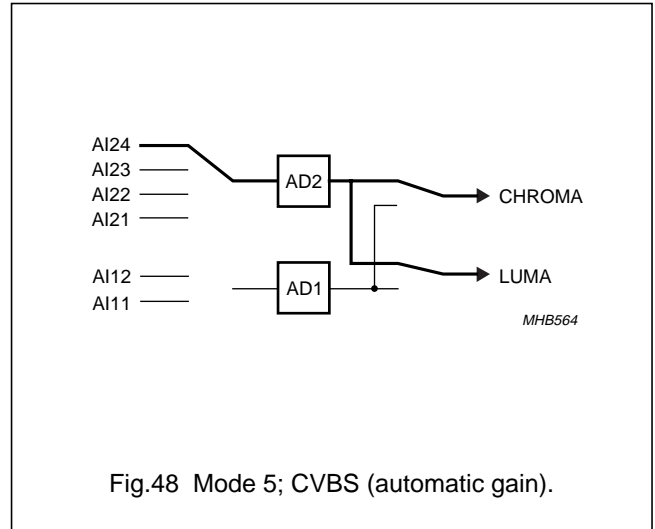 AI24
AI23
AI22
AI21
AD2
CHROMA
AI12
AI11
AD1
LUMA
MHB564
Fig.48 Mode 5; CVBS (automatic gain).